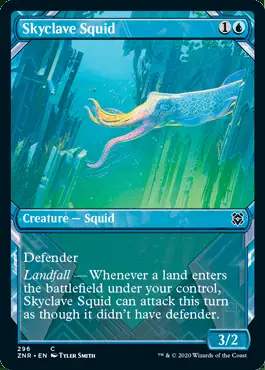 Skyclave Squid 1
Creature — Squid
Defender
Landfall — Whenever a land enters
the battlefield under your control,
Skyclave Squid can attack this turn
as though it didn't have defender.
3/2
296 C
ZNR • EN Tyler Smith
™ & © 2020 Wizards of the Coast